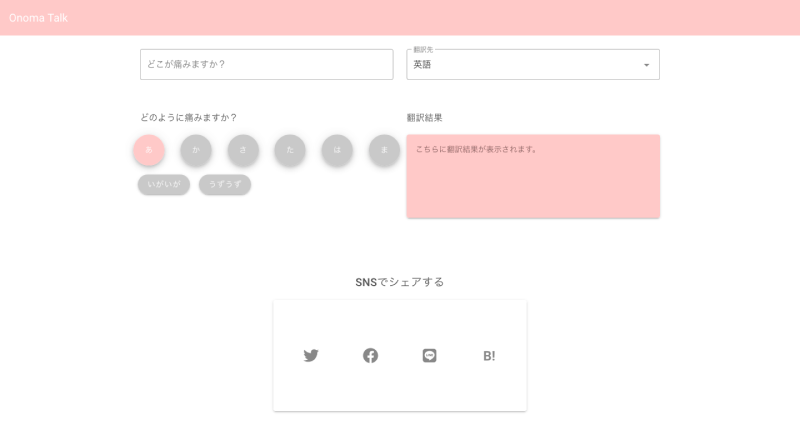 Onoma Talk
どこが痛みますか？
翻訳先
英語
どのように痛みますか？
あ か さ た は ま
いがいが うずうず
翻訳結果
こちらに翻訳結果が表示されます。
SNSでシェアする
B!